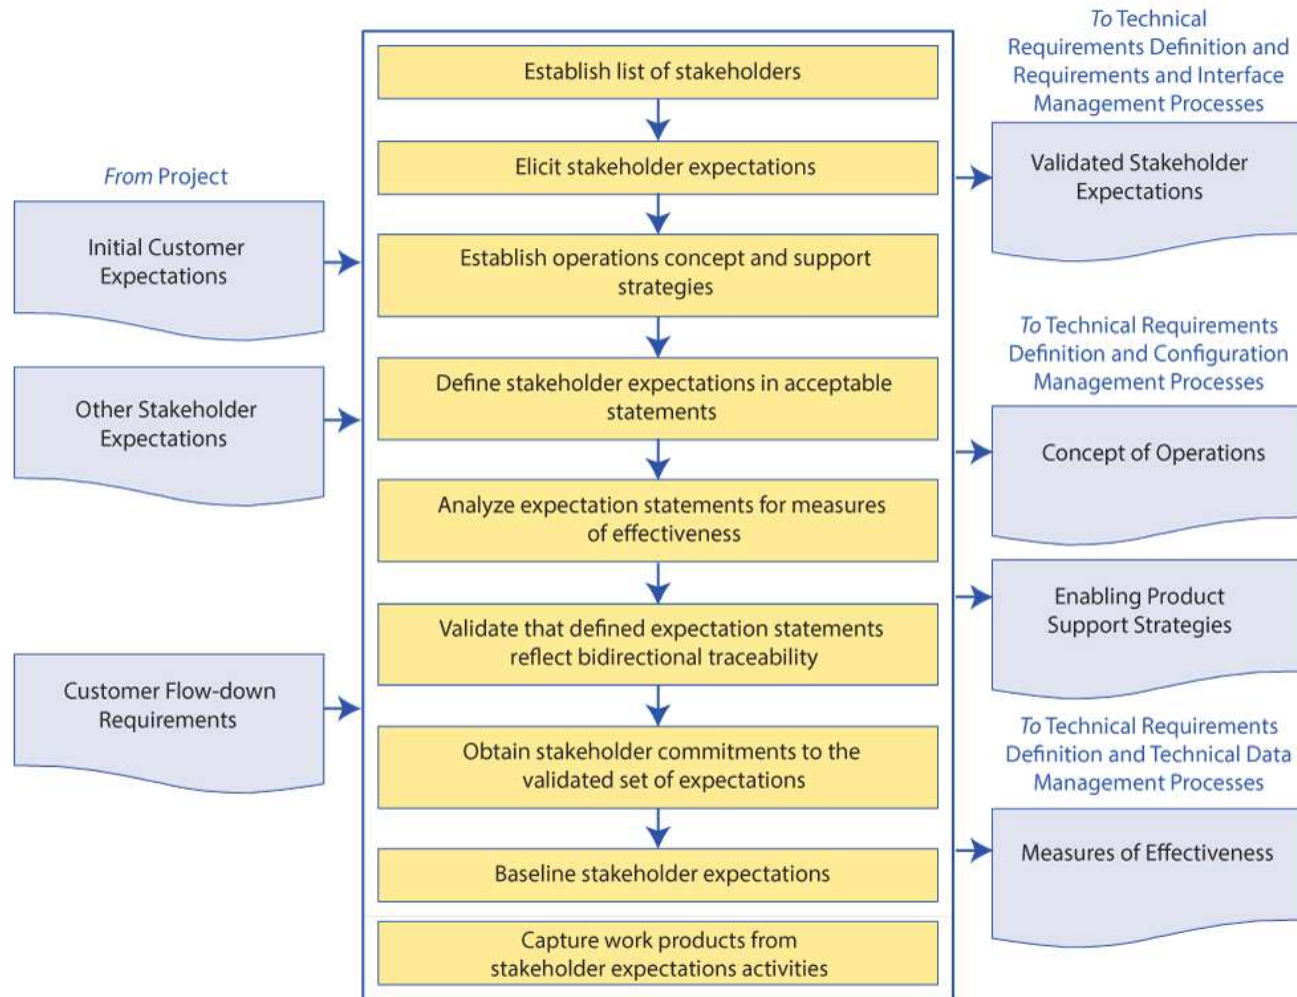 From Project
Initial Customer
Expectations
Other Stakeholder
Expectations
Customer Flow-down
Requirements
Establish list of stakeholders
Elicit stakeholder expectations
Establish operations concept and support
strategies
Define stakeholder expectations in acceptable
statements
Analyze expectation statements for measures
of effectiveness
Validate that defined expectation statements
reflect bidirectional traceability
Obtain stakeholder commitments to the
validated set of expectations
Baseline stakeholder expectations
Capture work products from
stakeholder expectations activities
To Technical
Requirements Definition and
Requirements and Interface
Management Processes
Validated Stakeholder
Expectations
To Technical Requirements
Definition and Configuration
Management Processes
Concept of Operations
Enabling Product
Support Strategies
To Technical Requirements
Definition and Technical Data
Management Processes
Measures of Effectiveness